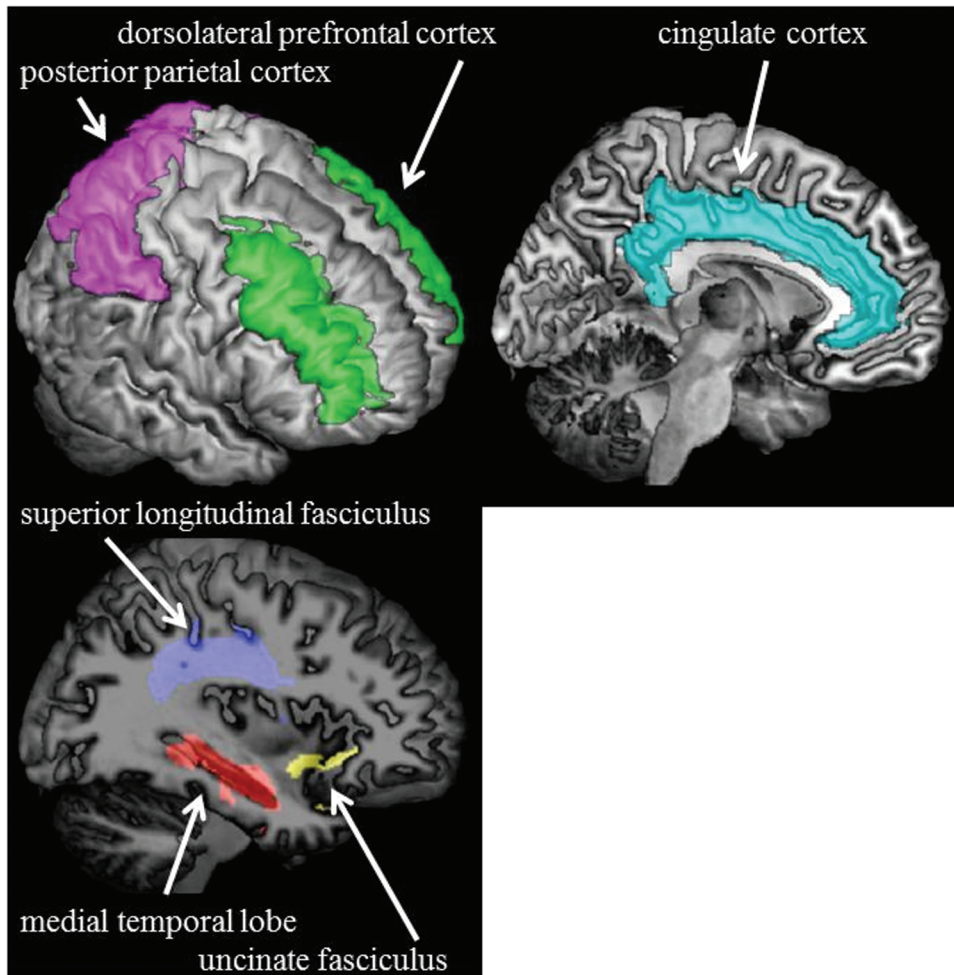 dorsolateral prefrontal cortex
posterior parietal cortex
cingulate cortex
superior longitudinal fasciculus
medial temporal lobe
uncinate fasciculus